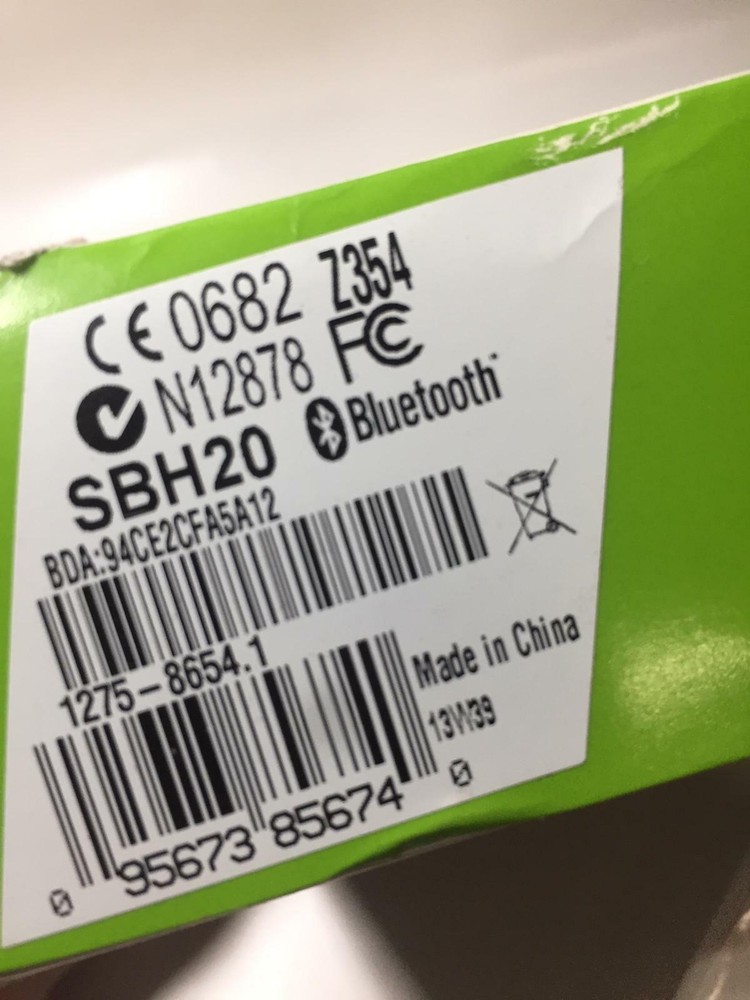 CE 0682 Z354
N12878 FC
SBH20 Bluetooth
BDA:94CE2CFA5A12
1275-8654.1
Made in China
13W39
0 95673 85674 0